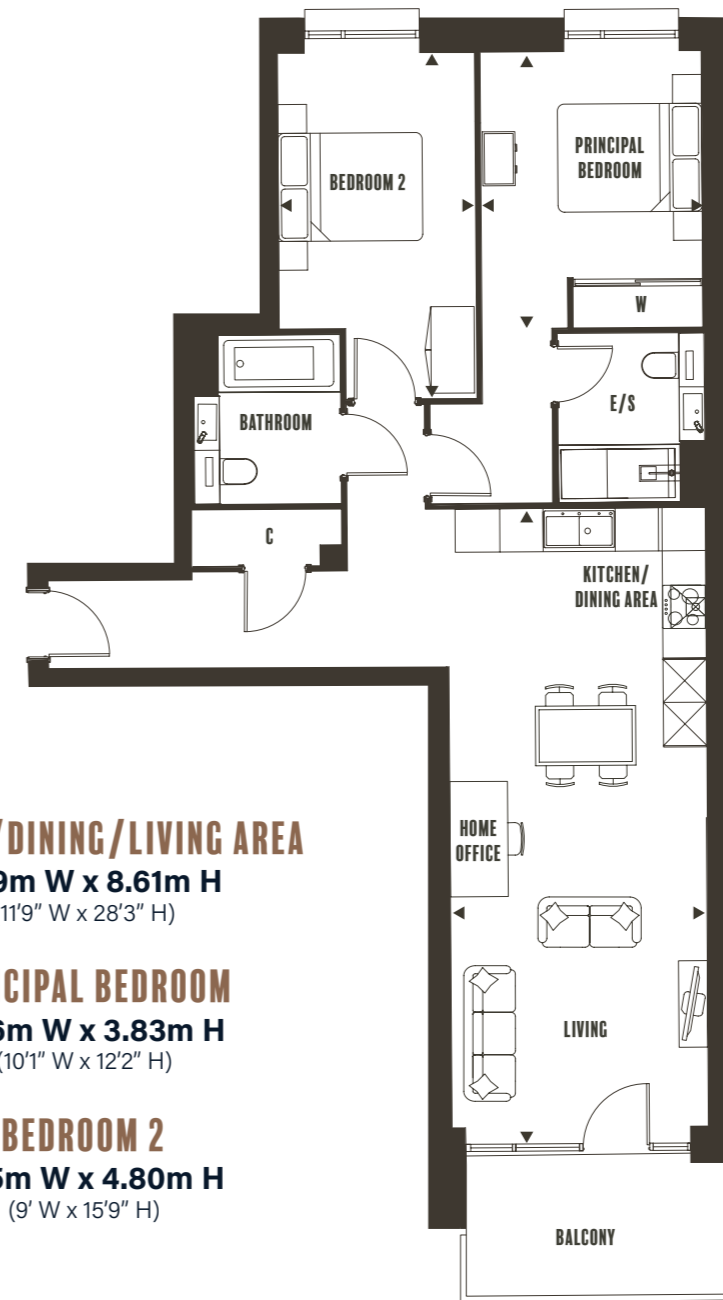 BEDROOM 2
PRINCIPAL
BEDROOM
W
E/S
BATHROOM
C
KITCHEN/
DINING AREA
HOME
OFFICE
LIVING
BALCONY
/DINING/LIVING AREA
9m W x 8.61m H
11'9" W x 28'3" H)
CIPAL BEDROOM
6m W x 3.83m H
(10'1" W x 12'2" H)
BEDROOM 2
5m W x 4.80m H
(9' W x 15'9" H)